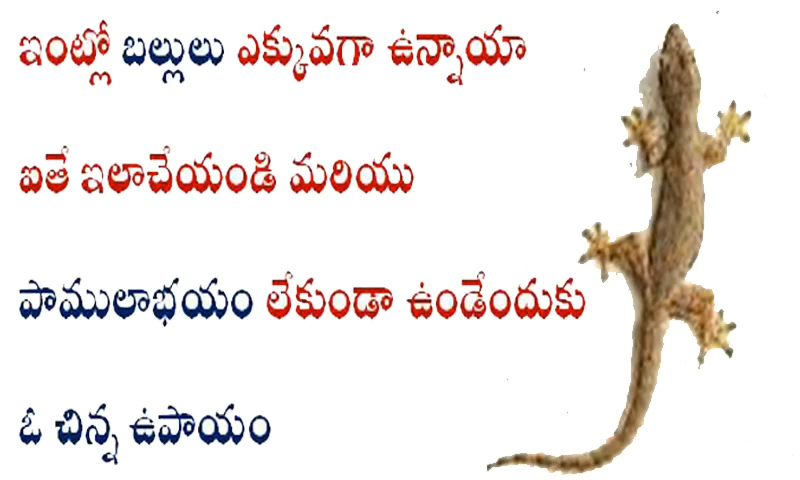 ఇంట్లో బల్లులు ఎక్కువగా ఉన్నాయా
ఐతే ఇలాచేయండి మరియు
పాములాభయం లేకుండా ఉండేందుకు
ఓ చిన్న ఉపాయం